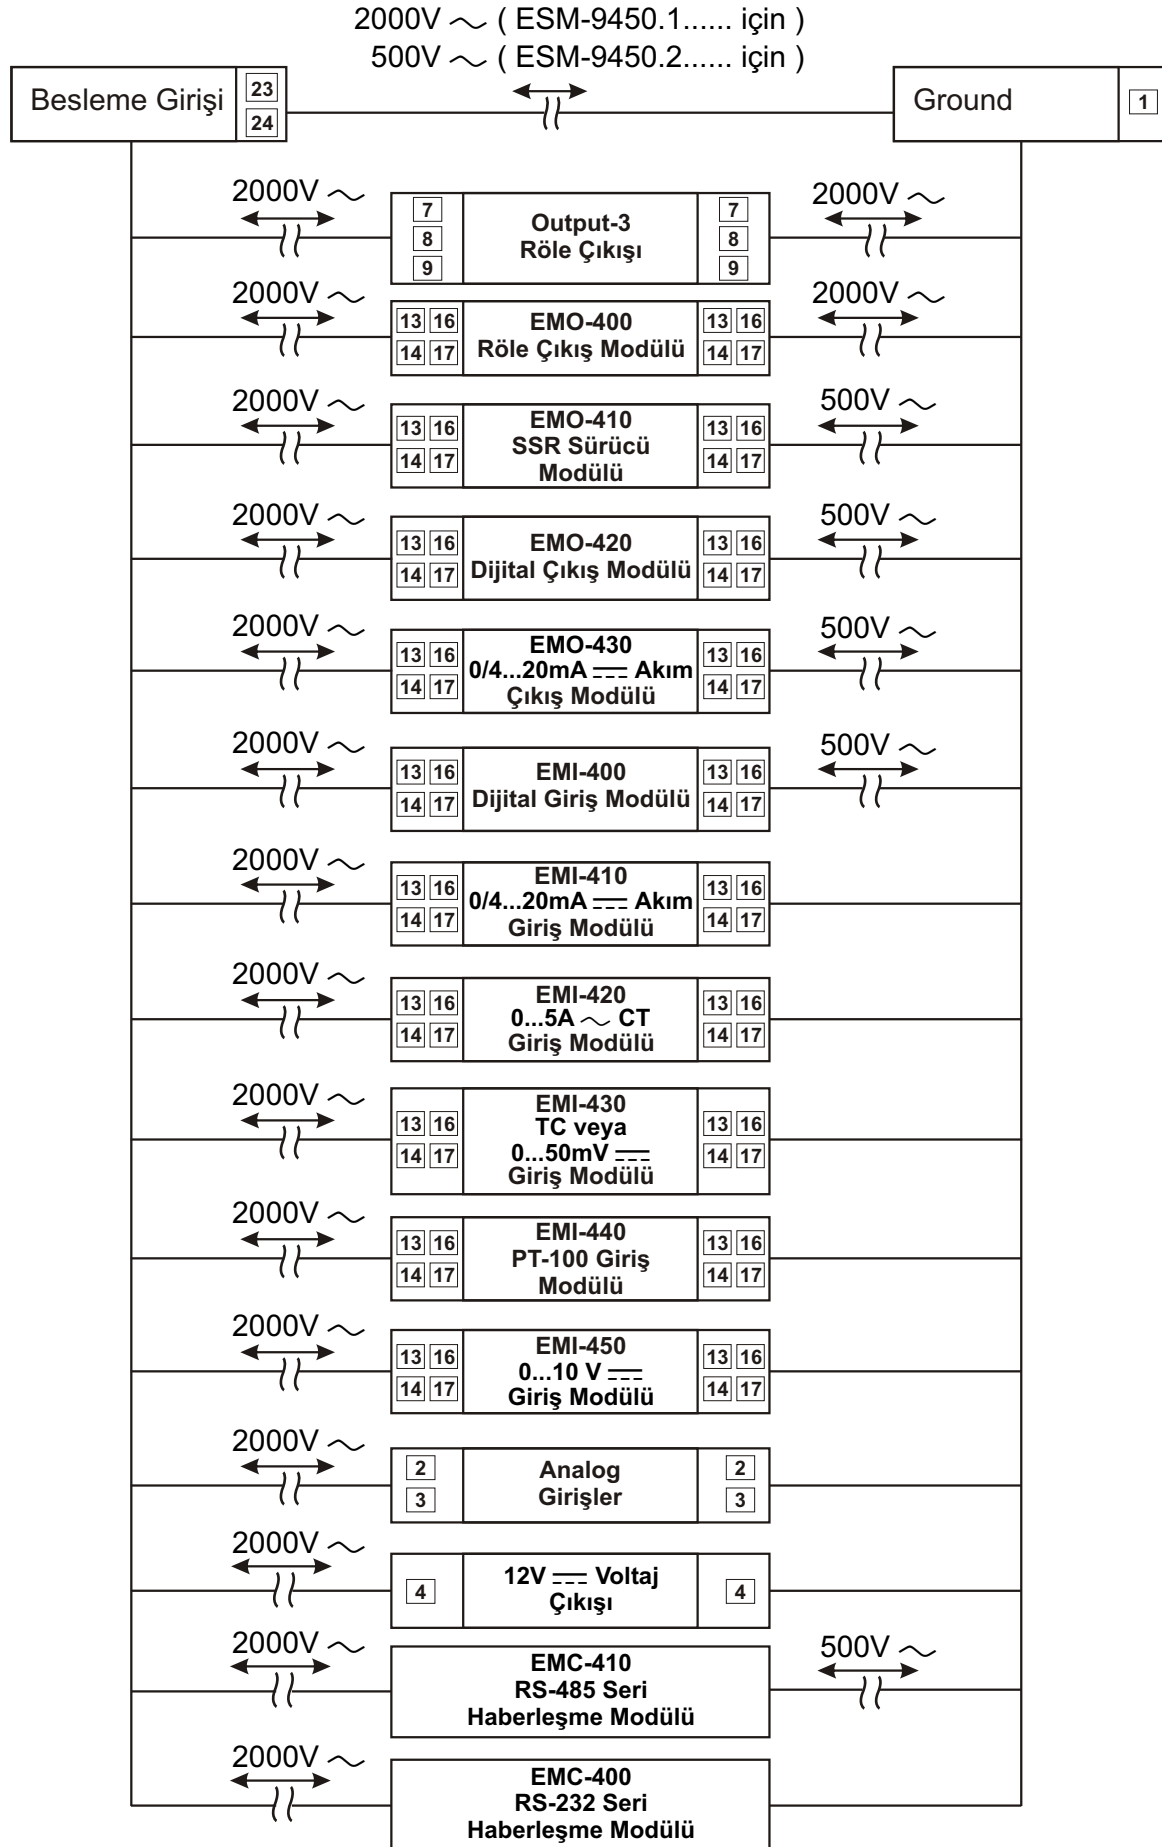 2000V ～ ( ESM-9450.1...... için )
500V ～ ( ESM-9450.2...... için )
Besleme Girişi 23 24
Ground 1
2000V ～
7 8 9
Output-3
Röle Çıkışı
7 8 9
2000V ～
2000V ～
13 16
14 17
EMO-400
Röle Çıkış Modülü
13 16
14 17
2000V ～
2000V ～
13 16
14 17
EMO-410
SSR Sürücü
Modülü
13 16
14 17
500V ～
2000V ～
13 16
14 17
EMO-420
Dijital Çıkış Modülü
13 16
14 17
500V ～
2000V ～
13 16
14 17
EMO-430
0/4...20mA ⎓ Akım
Çıkış Modülü
13 16
14 17
500V ～
2000V ～
13 16
14 17
EMI-400
Dijital Giriş Modülü
13 16
14 17
500V ～
2000V ～
13 16
14 17
EMI-410
0/4...20mA ⎓ Akım
Giriş Modülü
13 16
14 17
2000V ～
13 16
14 17
EMI-420
0...5A ～ CT
Giriş Modülü
13 16
14 17
2000V ～
13 16
14 17
EMI-430
TC veya
0...50mV ⎓
Giriş Modülü
13 16
14 17
2000V ～
13 16
14 17
EMI-440
PT-100 Giriş
Modülü
13 16
14 17
2000V ～
13 16
14 17
EMI-450
0...10 V ⎓
Giriş Modülü
13 16
14 17
2000V ～
2
3
Analog
Girişler
2
3
2000V ～
4
12V ⎓ Voltaj
Çıkışı
4
2000V ～
EMC-410
RS-485 Seri
Haberleşme Modülü
500V ～
2000V ～
EMC-400
RS-232 Seri
Haberleşme Modülü